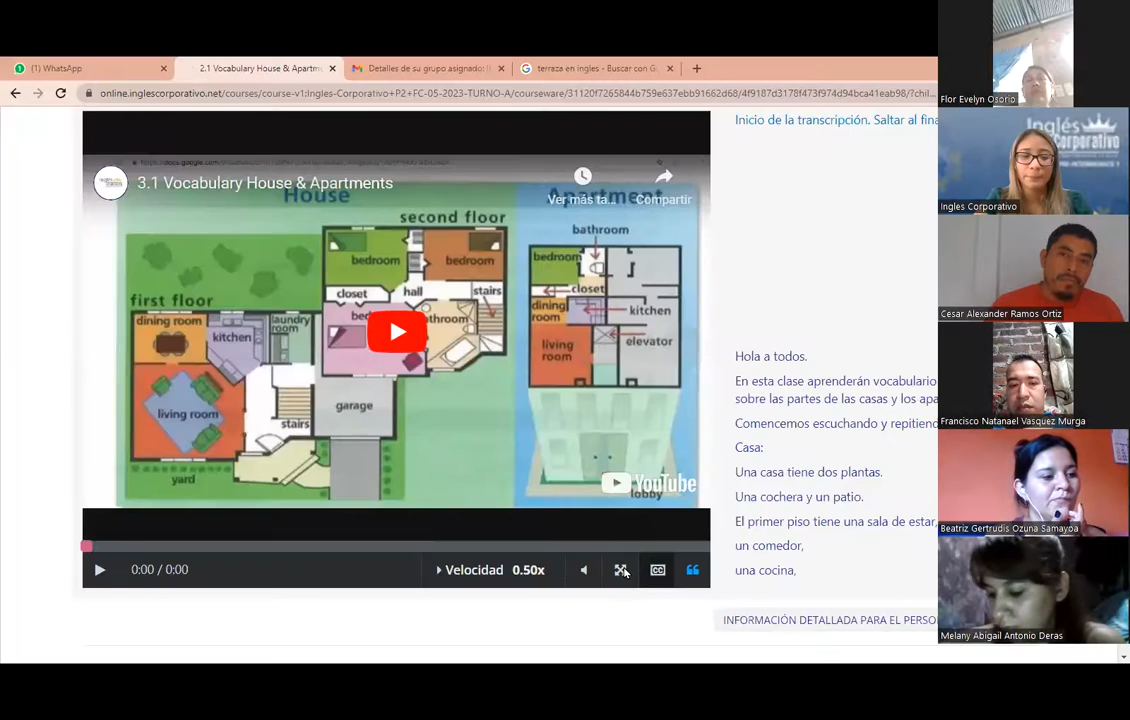 (1) WhatsApp
2.1 Vocabulary House & Apartm
Detalles de su grupo asignado: I
terraza en ingles - Buscar con G
online.inglescorporativo.net/courses/course-v1:Ingles-Corporativo+P2+FC-05-2023-TURNO-A/courseware/31120f7265844b759e637ebb91662d68/4f9187d3178f473f974d94bca41eab98/?chil...
3.1 Vocabulary House & Apartments
Ver más ta...
Compartir
House
Apartment
second floor
bathroom
bedroom
bedroom
bedroom
closet
hall
stairs
closet
first floor
dining room
kitchen
laundry room
dining room
kitchen
living room
elevator
living room
garage
stairs
yard
YouTube
lobby
0:00 / 0:00
Velocidad 0.50x
CC
Inicio de la transcripción. Saltar al fina
Hola a todos.
En esta clase aprenderán vocabulario
sobre las partes de las casas y los apa
Comencemos escuchando y repitiend
Casa:
Una casa tiene dos plantas.
Una cochera y un patio.
El primer piso tiene una sala de estar,
un comedor,
una cocina,
INFORMACIÓN DETALLADA PARA EL PERSO
Flor Evelyn Osorio
Inglés Corporativo
Ingles Corporativo
Cesar Alexander Ramos Ortiz
Francisco Natanael Vasquez Murga
Beatriz Gertrudis Ozuna Samayoa
Melany Abigail Antonio Deras